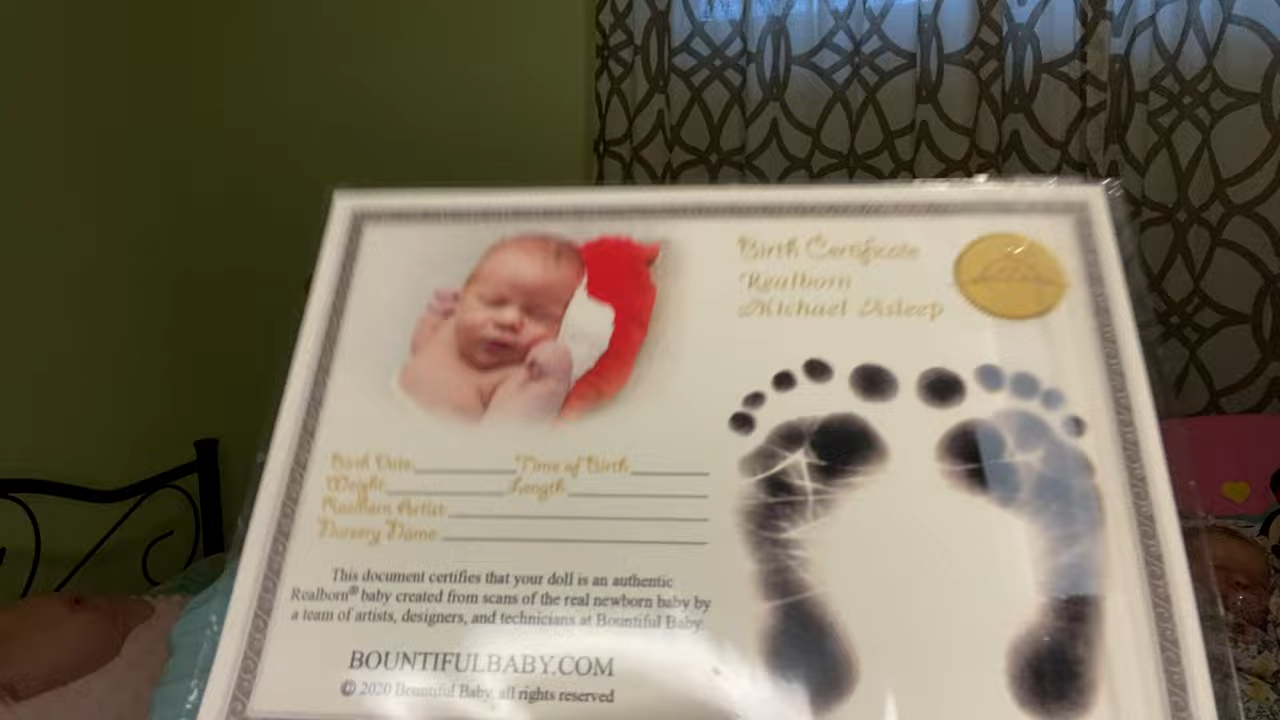 Birth Certificate
Realborn
Michael Asleep
Birth Date Time of Birth
Weight Length
Reborn Artist
Nursery Name
This document certifies that your doll is an authentic
Realborn® baby created from scans of the real newborn baby by
a team of artists, designers, and technicians at Bountiful Baby.
BOUNTIFULBABY.COM
© 2020 Bountiful Baby, all rights reserved